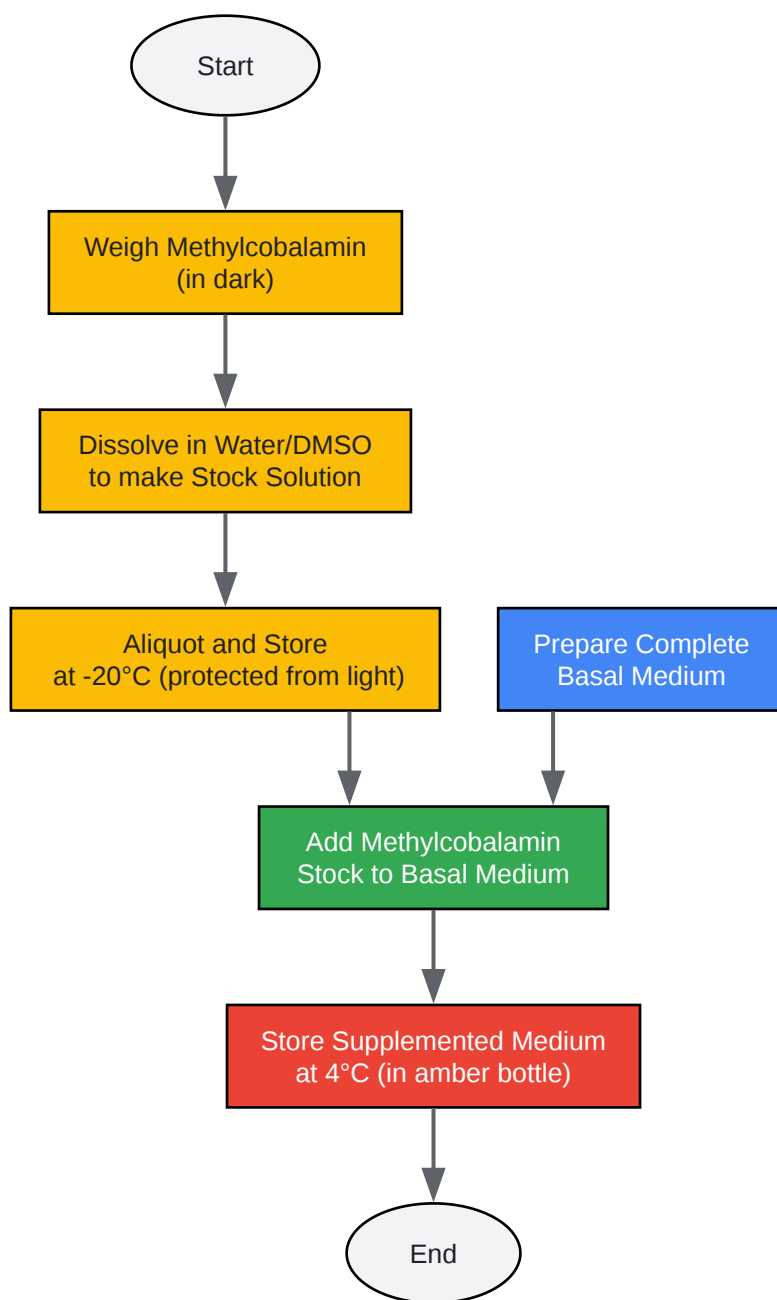 Start
Weigh Methylcobalamin
(in dark)
Dissolve in Water/DMSO
to make Stock Solution
Aliquot and Store
at -20°C (protected from light)
Prepare Complete
Basal Medium
Add Methylcobalamin
Stock to Basal Medium
Store Supplemented Medium
at 4°C (in amber bottle)
End